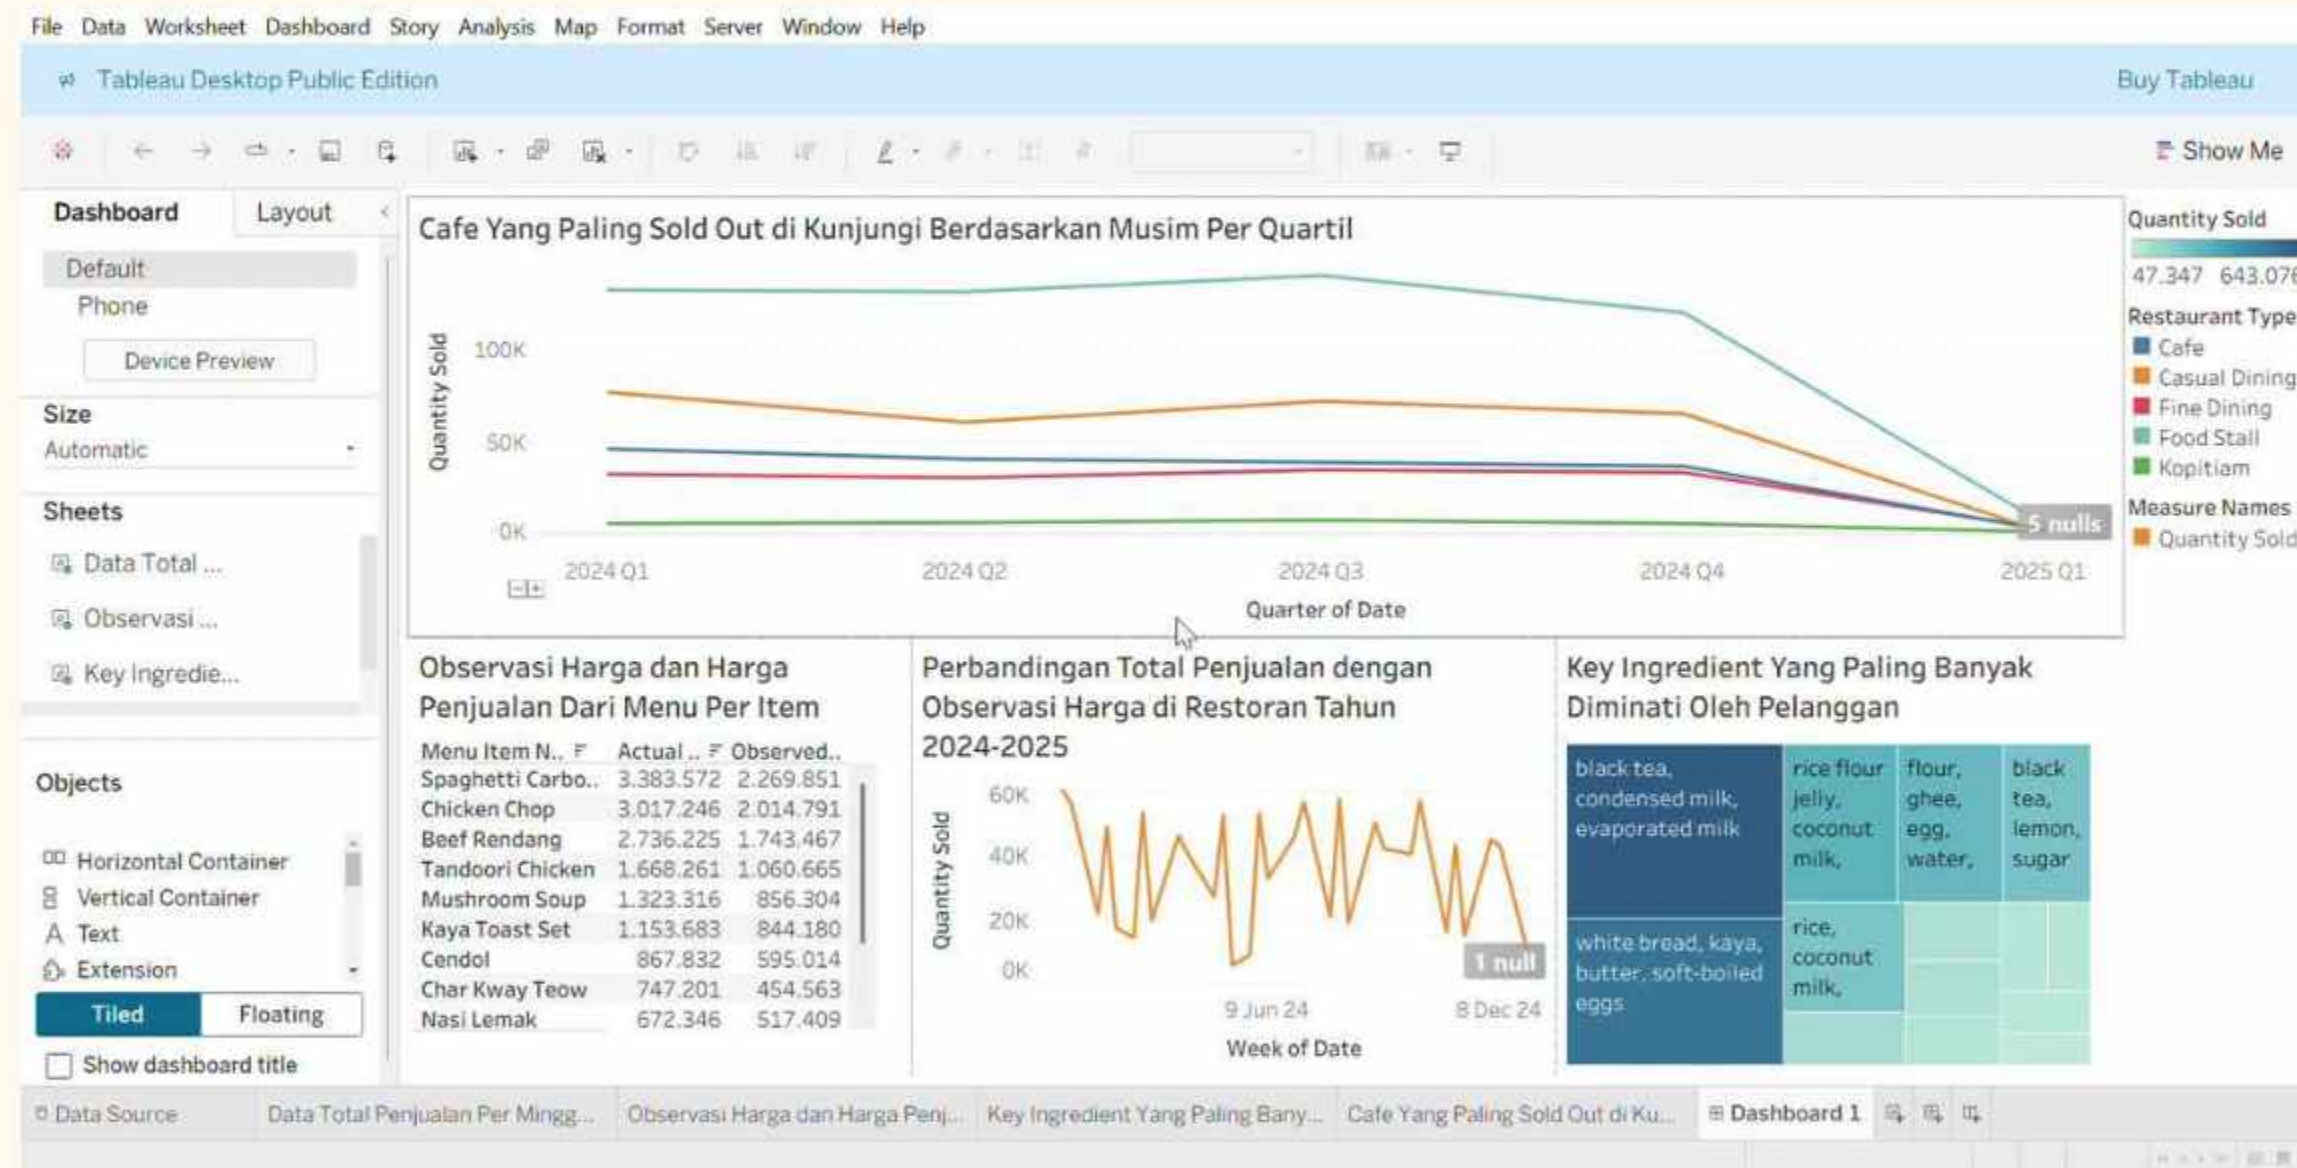 File Data Worksheet Dashboard Story Analysis Map Format Server Window Help
Tableau Desktop Public Edition
Buy Tableau
Show Me
Dashboard Layout
Default
Phone
Device Preview
Size
Automatic
Sheets
Data Total ...
Observasi ...
Key Ingredie...
Objects
Horizontal Container
Vertical Container
A Text
Extension
Tiled Floating
Show dashboard title
Cafe Yang Paling Sold Out di Kunjungi Berdasarkan Musim Per Quartil
Quantity Sold
100K
50K
0K
5 nulls
2024 Q1 2024 Q2 2024 Q3 2024 Q4 2025 Q1
Quarter of Date
Quantity Sold
47.347 643.076
Restaurant Type
Cafe
Casual Dining
Fine Dining
Food Stall
Kopitiam
Measure Names
Quantity Sold
Observasi Harga dan Harga
Penjualan Dari Menu Per Item
Menu Item N.. Actual .. Observed..
Spaghetti Carbo.. 3.383.572 2.269.851
Chicken Chop 3.017.246 2.014.791
Beef Rendang 2.736.225 1.743.467
Tandoori Chicken 1.668.261 1.060.665
Mushroom Soup 1.323.316 856.304
Kaya Toast Set 1.153.683 844.180
Cendol 867.832 595.014
Char Kway Teow 747.201 454.563
Nasi Lemak 672.346 517.409
Perbandingan Total Penjualan dengan
Observasi Harga di Restoran Tahun
2024-2025
Quantity Sold
60K
40K
20K
0K
1 null
9 Jun 24 8 Dec 24
Week of Date
Key Ingredient Yang Paling Banyak
Diminati Oleh Pelanggan
black tea,
condensed milk,
evaporated milk
white bread, kaya,
butter, soft-boiled
eggs
rice flour
jelly,
coconut
milk,
flour,
ghee,
egg,
water,
black
tea,
lemon,
sugar
rice,
coconut
milk,
Data Source Data Total Penjualan Per Mingg... Observasi Harga dan Harga Penj... Key Ingredient Yang Paling Bany... Cafe Yang Paling Sold Out di Ku... Dashboard 1